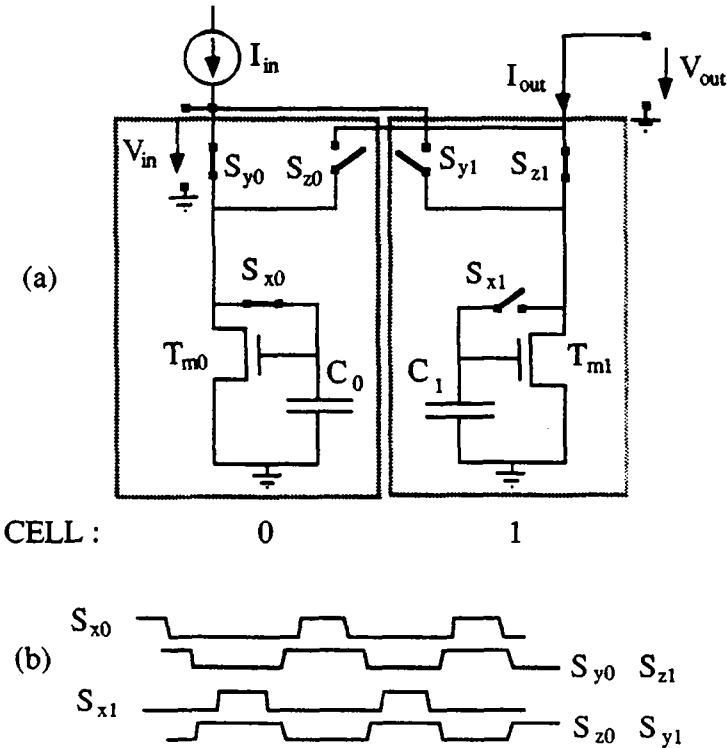 I_in
I_out
V_out
V_in
S_y0
S_z0
S_y1
S_z1
(a)
S_x0
S_x1
T_m0
C_0
C_1
T_m1
CELL : 0 1
S_x0
(b)
S_y0 S_z1
S_x1
S_z0 S_y1